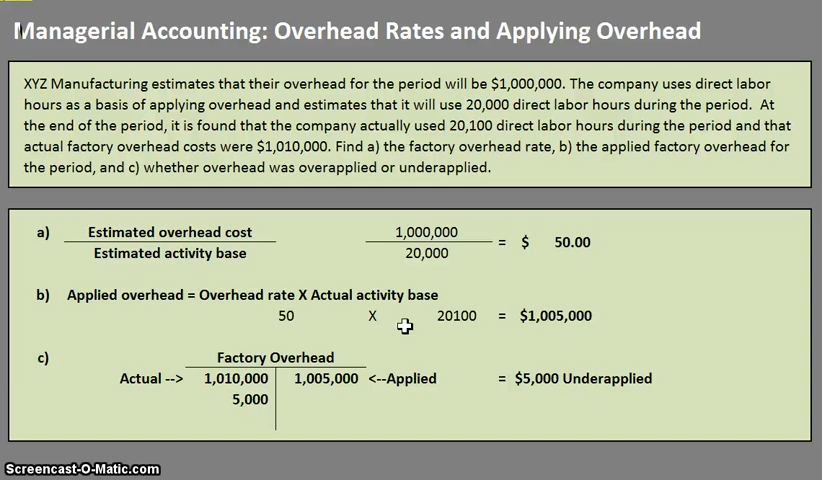 Managerial Accounting: Overhead Rates and Applying Overhead
XYZ Manufacturing estimates that their overhead for the period will be $1,000,000. The company uses direct labor
hours as a basis of applying overhead and estimates that it will use 20,000 direct labor hours during the period. At
the end of the period, it is found that the company actually used 20,100 direct labor hours during the period and that
actual factory overhead costs were $1,010,000. Find a) the factory overhead rate, b) the applied factory overhead for
the period, and c) whether overhead was overapplied or underapplied.
a) Estimated overhead cost 1,000,000 = $ 50.00
Estimated activity base 20,000
b) Applied overhead = Overhead rate X Actual activity base
50 X 20100 = $1,005,000
c) Factory Overhead
Actual --> 1,010,000 1,005,000 <--Applied = $5,000 Underapplied
5,000
Screencast-O-Matic.com